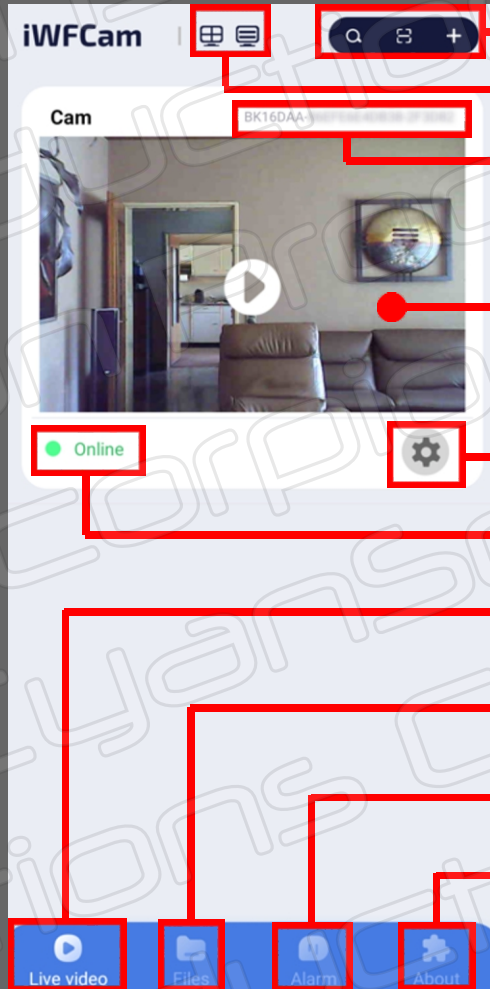 iWFCam
Cam
BK16DAA-
Online
Live video
Files
Alarm
About